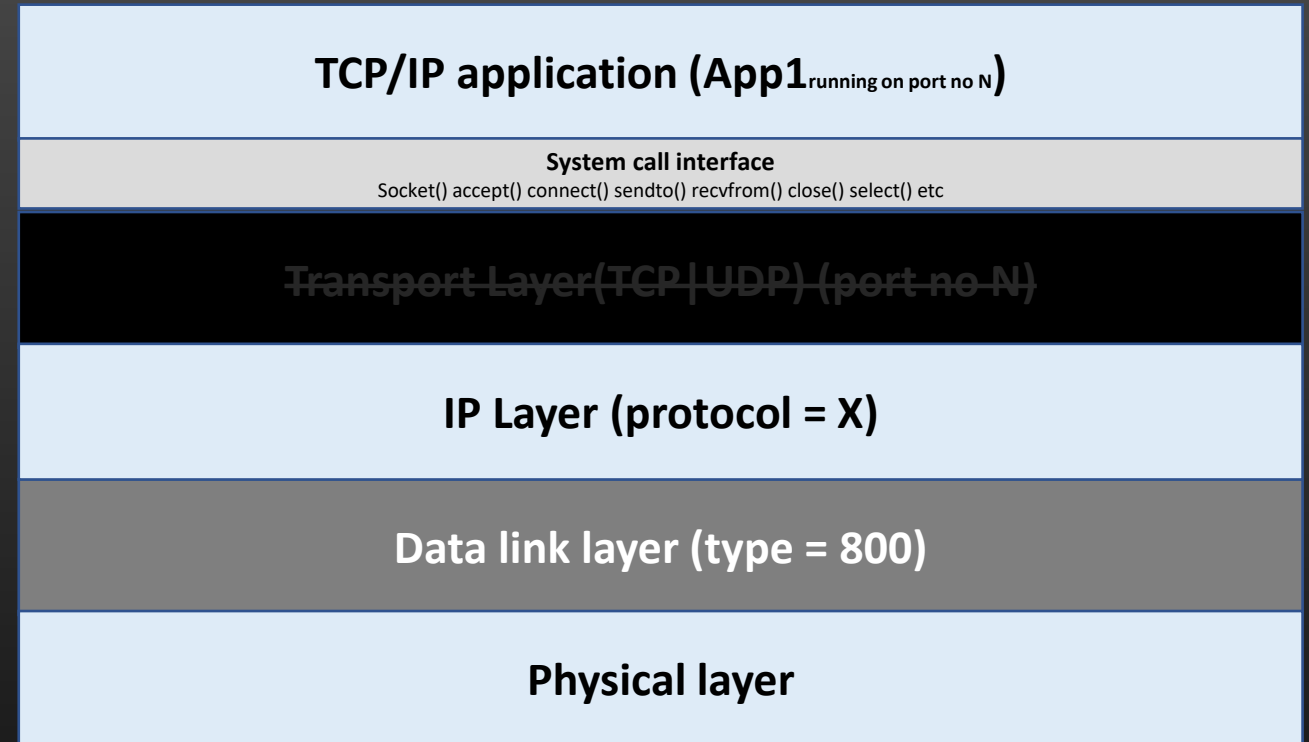 TCP/IP application (App1running on port no N)
System call interface
Socket() accept() connect() sendto() recvfrom() close() select() etc
Transport Layer(TCP|UDP) (port no N)
IP Layer (protocol = X)
Data link layer (type = 800)
Physical layer